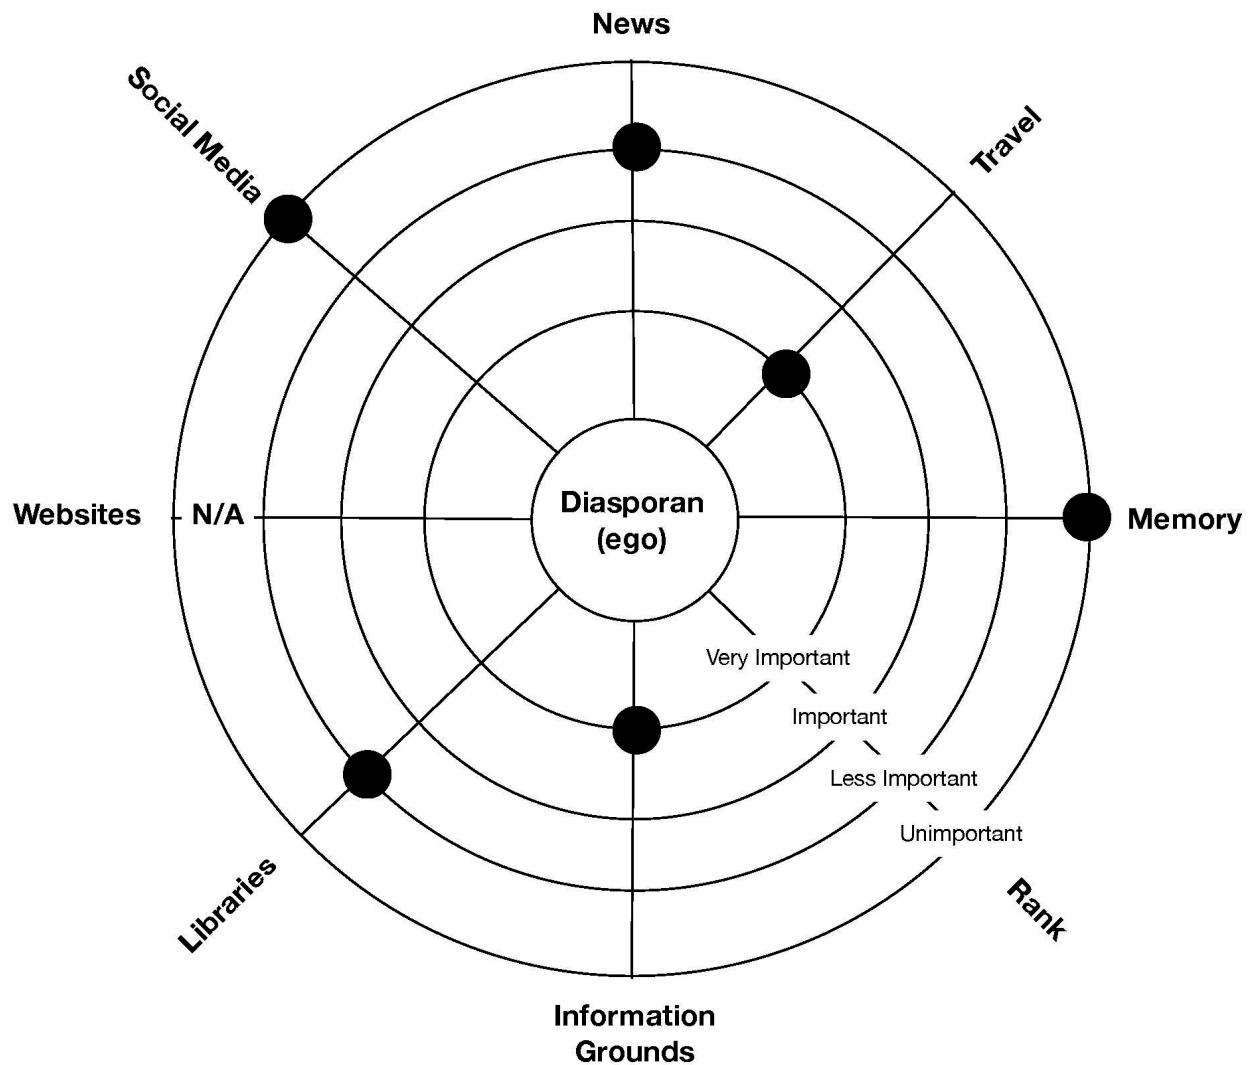 News
Social Media
Travel
Websites
N/A
Diasporan
(ego)
Memory
Very Important
Important
Less Important
Unimportant
Libraries
Rank
Information
Grounds